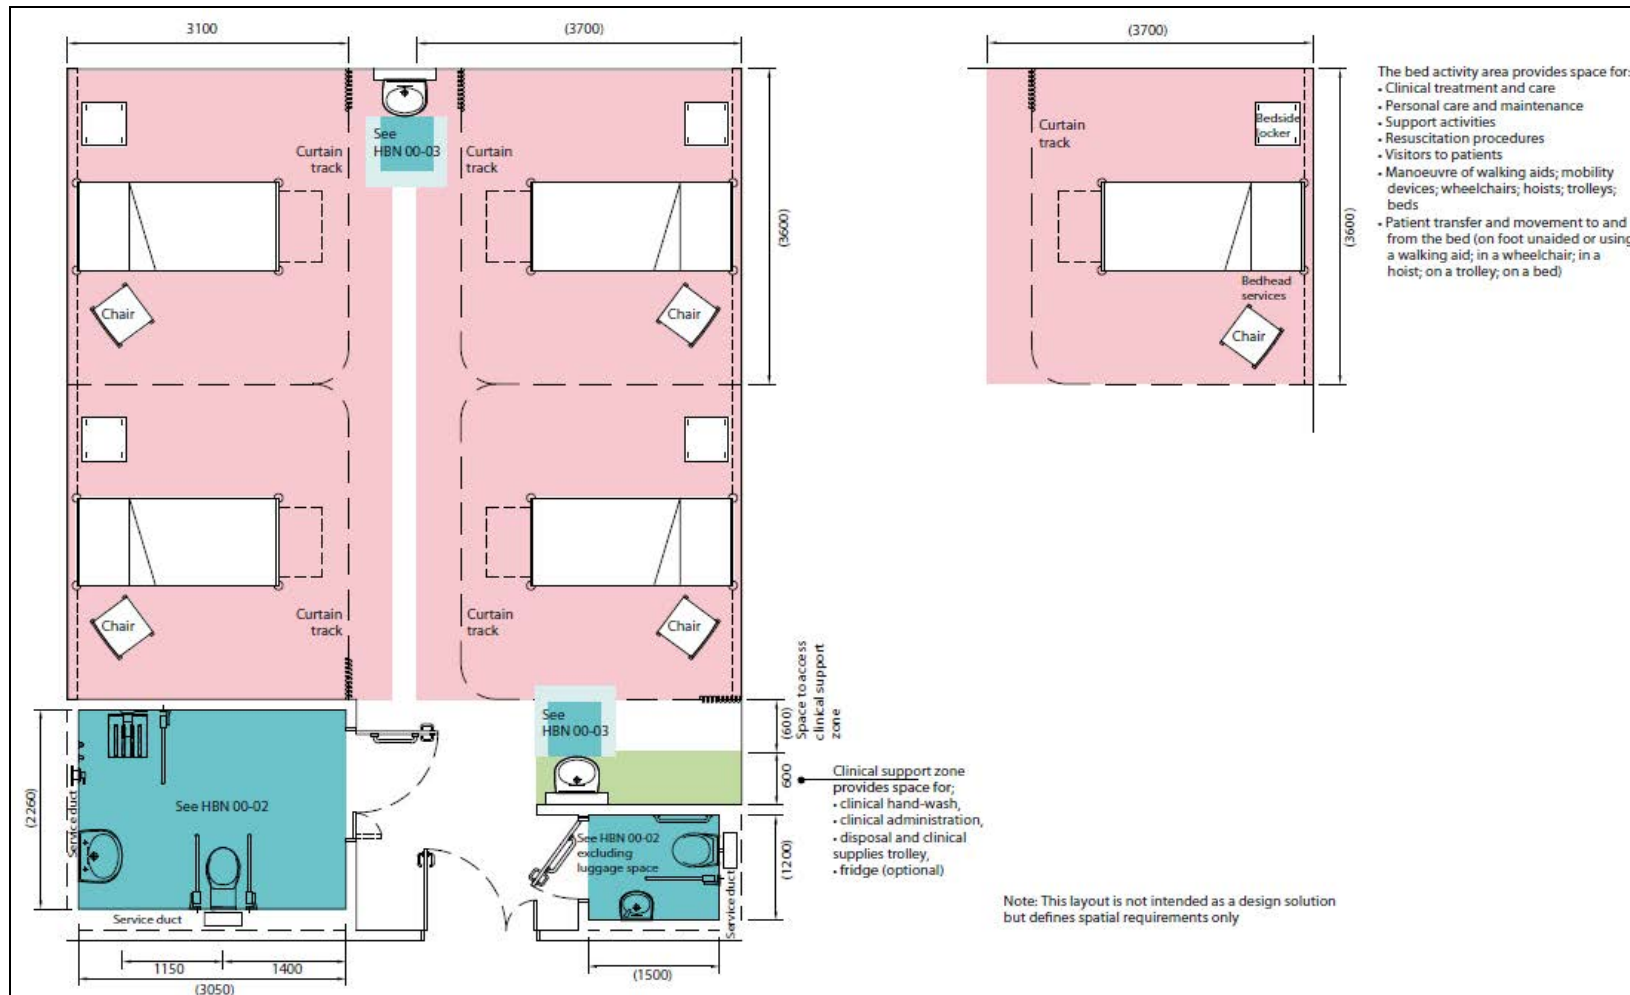 3100
(3700)
(3700)
The bed activity area provides space for:
• Clinical treatment and care
• Personal care and maintenance
• Support activities
• Resuscitation procedures
• Visitors to patients
• Manoeuvre of walking aids; mobility
devices; wheelchairs; hoists; trolleys;
beds
• Patient transfer and movement to and
from the bed (on foot unaided or using
a walking aid; in a wheelchair; in a
hoist; on a trolley; on a bed)
See
HBN 00-03
Curtain
track
Curtain
track
(3600)
Curtain
track
Bedside
locker
(3600)
Bedhead
services
Chair
Chair
Chair
Curtain
track
Curtain
track
Chair
Chair
(600)
Space to access
clinical support
zone
See
HBN 00-03
600
Clinical support zone
provides space for;
• clinical hand-wash,
• clinical administration,
• disposal and clinical
supplies trolley,
• fridge (optional)
(2260)
Service duct
See HBN 00-02
Service duct
See HBN 00-02
excluding
luggage space
(1200)
Service duct
Note: This layout is not intended as a design solution
but defines spatial requirements only
1150
1400
(3050)
(1500)